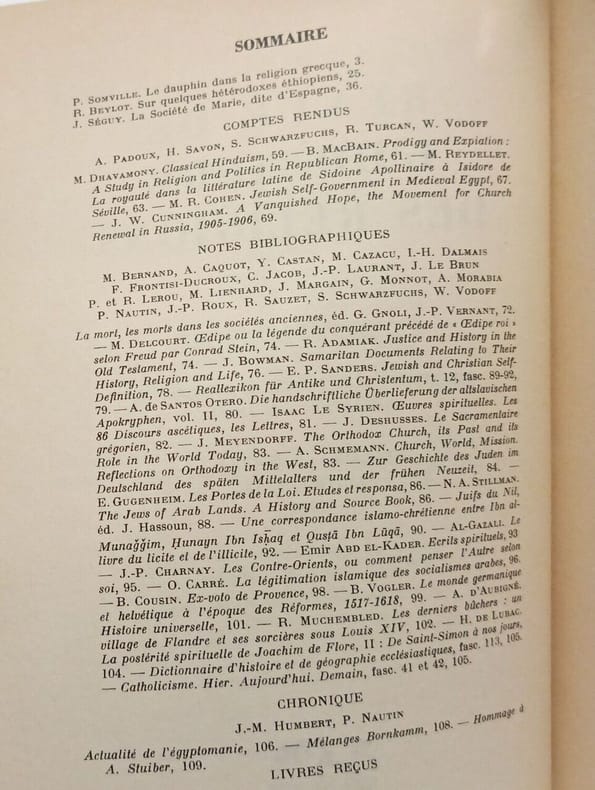 SOMMAIRE
P. SOMVILLE. Le dauphin dans la religion grecque, 3.
R. BEYLOT. Sur quelques hétérodoxes éthiopiens, 25.
J. SÉGUY. La Société de Marie, dite d'Espagne, 36.
COMPTES RENDUS
A. PADOUX, H. SAVON, S. SCHWARZFUCHS, R. TURCAN, W. VODOFF
M. DHAVAMONY. Classical Hinduism, 59. — B. MACBAIN. Prodigy and Expiation :
A Study in Religion and Politics in Republican Rome, 61. — M. REYDELLET.
La royauté dans la littérature latine de Sidoine Apollinaire à Isidore de
Séville, 63. — M. R. COHEN. Jewish Self-Government in Medieval Egypt, 67.
— J. W. CUNNINGHAM. A Vanquished Hope, the Movement for Church
Renewal in Russia, 1905-1906, 69.
NOTES BIBLIOGRAPHIQUES
M. BERNAND, A. CAQUOT, Y. CASTAN, M. CAZACU, I.-H. DALMAIS
F. FRONTISI-DUCROUX, C. JACOB, J.-P. LAURANT, J. LE BRUN
P. et R. LEROU, M. LIENHARD, J. MARGAIN, G. MONNOT, A. MORABIA
P. NAUTIN, J.-P. ROUX, R. SAUZET, S. SCHWARZFUCHS, W. VODOFF
La mort, les morts dans les sociétés anciennes, éd. G. GNOLI, J.-P. VERNANT, 72.
— M. DELCOURT. Œdipe ou la légende du conquérant précédé de « Œdipe roi »
selon Freud par Conrad Stein, 74. — R. ADAMIAK. Justice and History in the
Old Testament, 74. — J. BOWMAN. Samaritan Documents Relating to Their
History, Religion and Life, 76. — E. P. SANDERS. Jewish and Christian Self-
Definition, 78. — Reallexikon für Antike und Christentum, t. 12, fasc. 89-92,
79. — A. de SANTOS OTERO. Die handschriftliche Überlieferung der altslavischen
Apokryphen, vol. II, 80. — ISAAC LE SYRIEN. Œuvres spirituelles. Les
86 Discours ascétiques, les Lettres, 81. — J. DESHUSSES. Le Sacramentaire
grégorien, 82. — J. MEYENDORFF. The Orthodox Church, its Past and its
Role in the World Today, 83. — A. SCHMEMANN. Church, World, Mission.
Reflections on Orthodoxy in the West, 83. — Zur Geschichte des Juden im
Deutschland des späten Mittelalters und der frühen Neuzeit, 84. —
E. GUGENHEIM. Les Portes de la Loi. Etudes et responsa, 86. — N. A. STILLMAN.
The Jews of Arab Lands. A History and Source Book, 86. — Juifs du Nil,
éd. J. Hassoun, 88. — Une correspondance islamo-chrétienne entre Ibn al-
Munaǧǧim, Ḥunayn Ibn Isḥaq et Qusṭā Ibn Lūqā, 90. — AL-GAZALI. Le
livre du licite et de l'illicite, 92. — EMIR ABD EL-KADER. Ecrits spirituels, 93
— J.-P. CHARNAY. Les Contre-Orients, ou comment penser l'Autre selon
soi, 95. — O. CARRÉ. La légitimation islamique des socialismes arabes, 96.
— B. COUSIN. Ex-voto de Provence, 98. — B. VOGLER. Le monde germanique
et helvétique à l'époque des Réformes, 1517-1618, 99. — A. D'AUBIGNÉ.
Histoire universelle, 101. — R. MUCHEMBLED. Les derniers bûchers : un
village de Flandre et ses sorcières sous Louis XIV, 102. — H. DE LUBAC.
La postérité spirituelle de Joachim de Flore, II : De Saint-Simon à nos jours,
104. — Dictionnaire d'histoire et de géographie ecclésiastiques, fasc. 113, 105.
— Catholicisme. Hier. Aujourd'hui. Demain, fasc. 41 et 42, 105.
CHRONIQUE
J.-M. HUMBERT, P. NAUTIN
Actualité de l'égyptomanie, 106. — Mélanges Bornkamm, 108. — Hommage à
A. Stuiber, 109.
LIVRES REÇUS